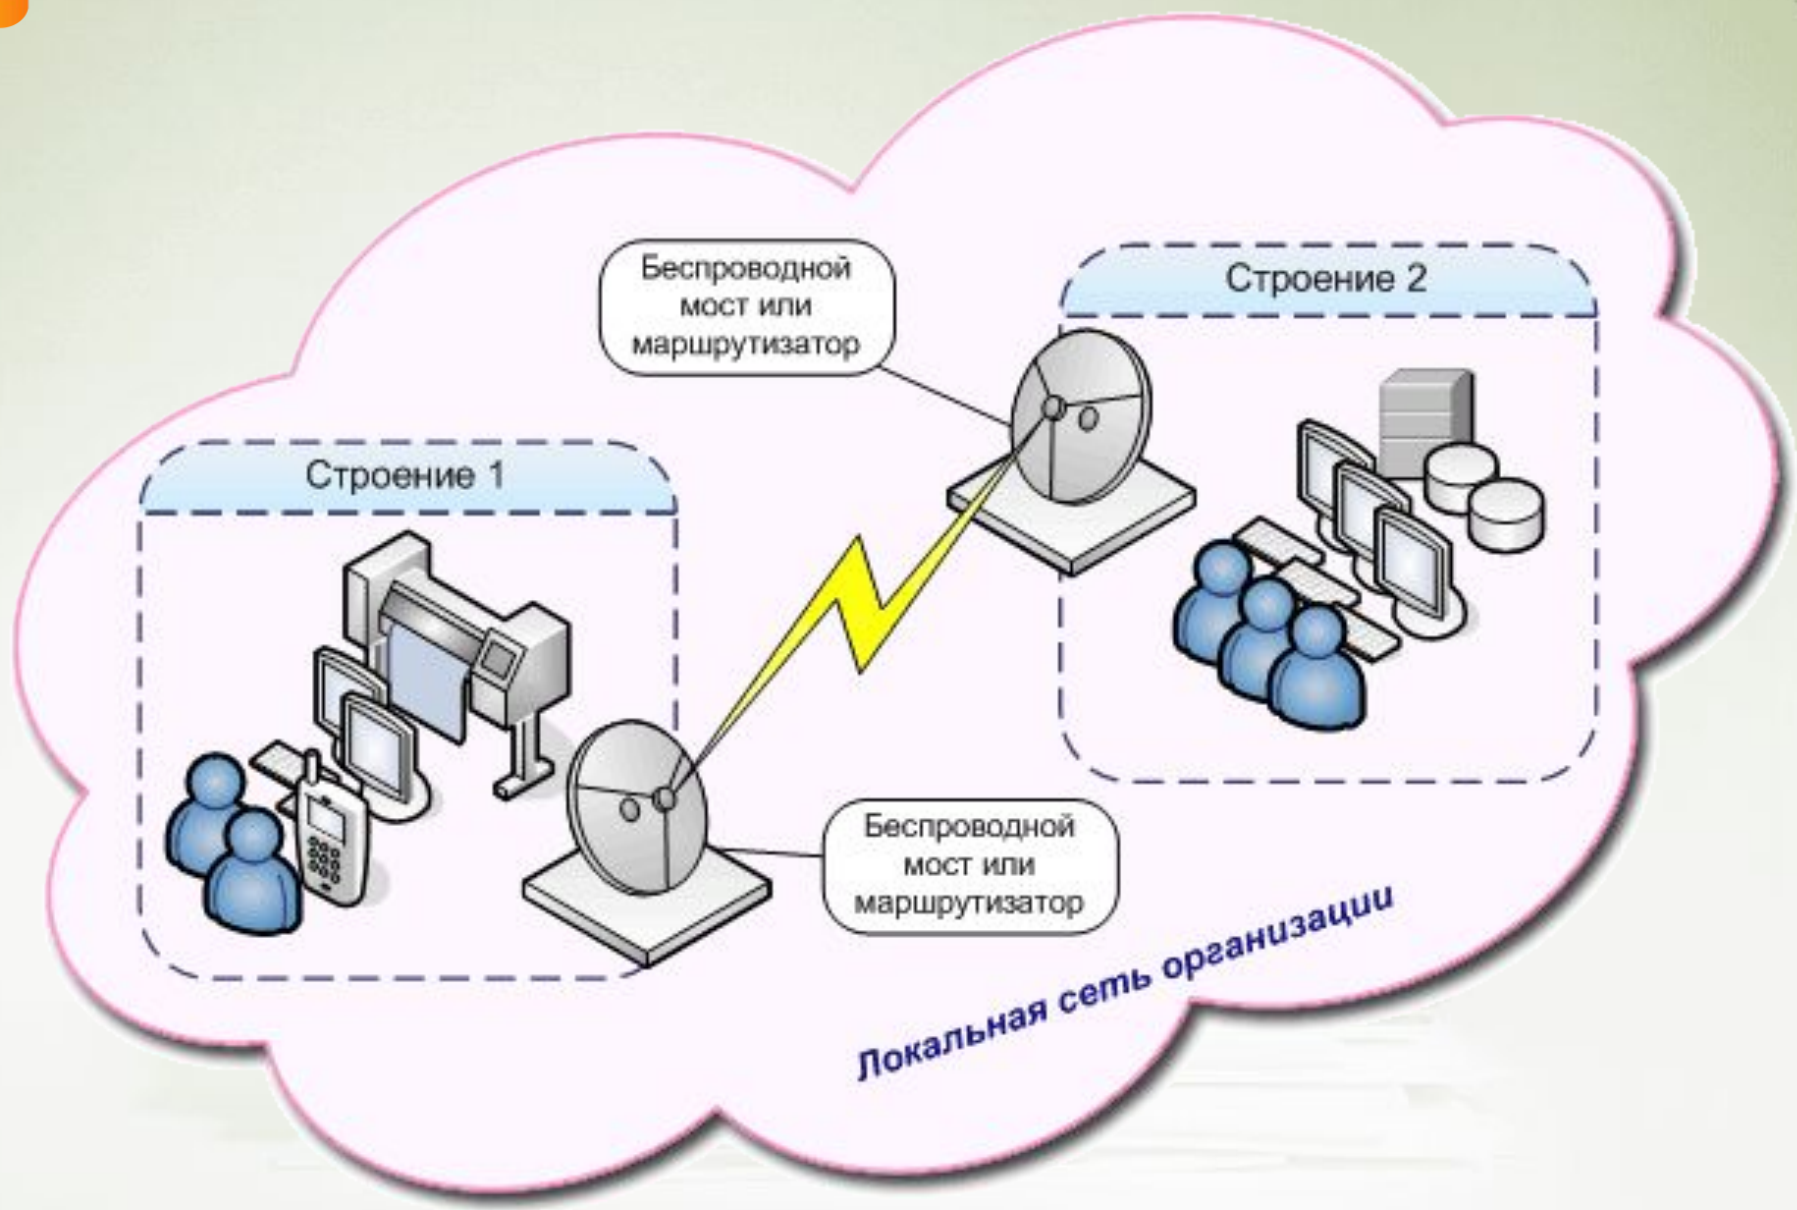 Беспроводной
мост или
маршрутизатор
Строение 2
Строение 1
Беспроводной
мост или
маршрутизатор
Локальная сеть организации